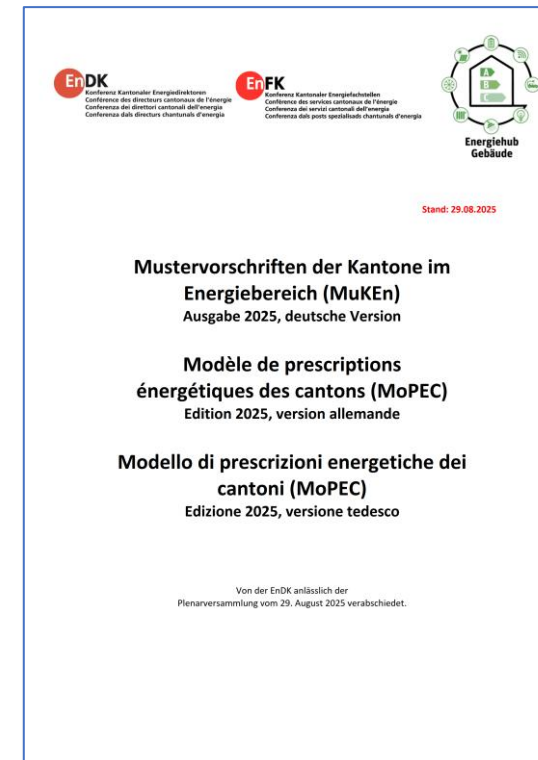 EnDK
Konferenz Kantonaler Energiedirektoren
Conférence des directeurs cantonaux de l'énergie
Conferenza dei direttori cantonali dell'energia
Conferenza dals directurs chantunals d'energia
EnFK
Konferenz Kantonaler Energiefachstellen
Conférence des services cantonaux de l'énergie
Conferenza dei servizi cantonali dell'energia
Conferenza dals posts spezialisads chantunals d'energia
A
B
C
Energiehub
Gebäude
Stand: 29.08.2025
Mustervorschriften der Kantone im
Energiebereich (MuKEn)
Ausgabe 2025, deutsche Version
Modèle de prescriptions
énergétiques des cantons (MoPEC)
Edition 2025, version allemande
Modello di prescrizioni energetiche dei
cantoni (MoPEC)
Edizione 2025, versione tedesco
Von der EnDK anlässlich der
Plenarversammlung vom 29. August 2025 verabschiedet.